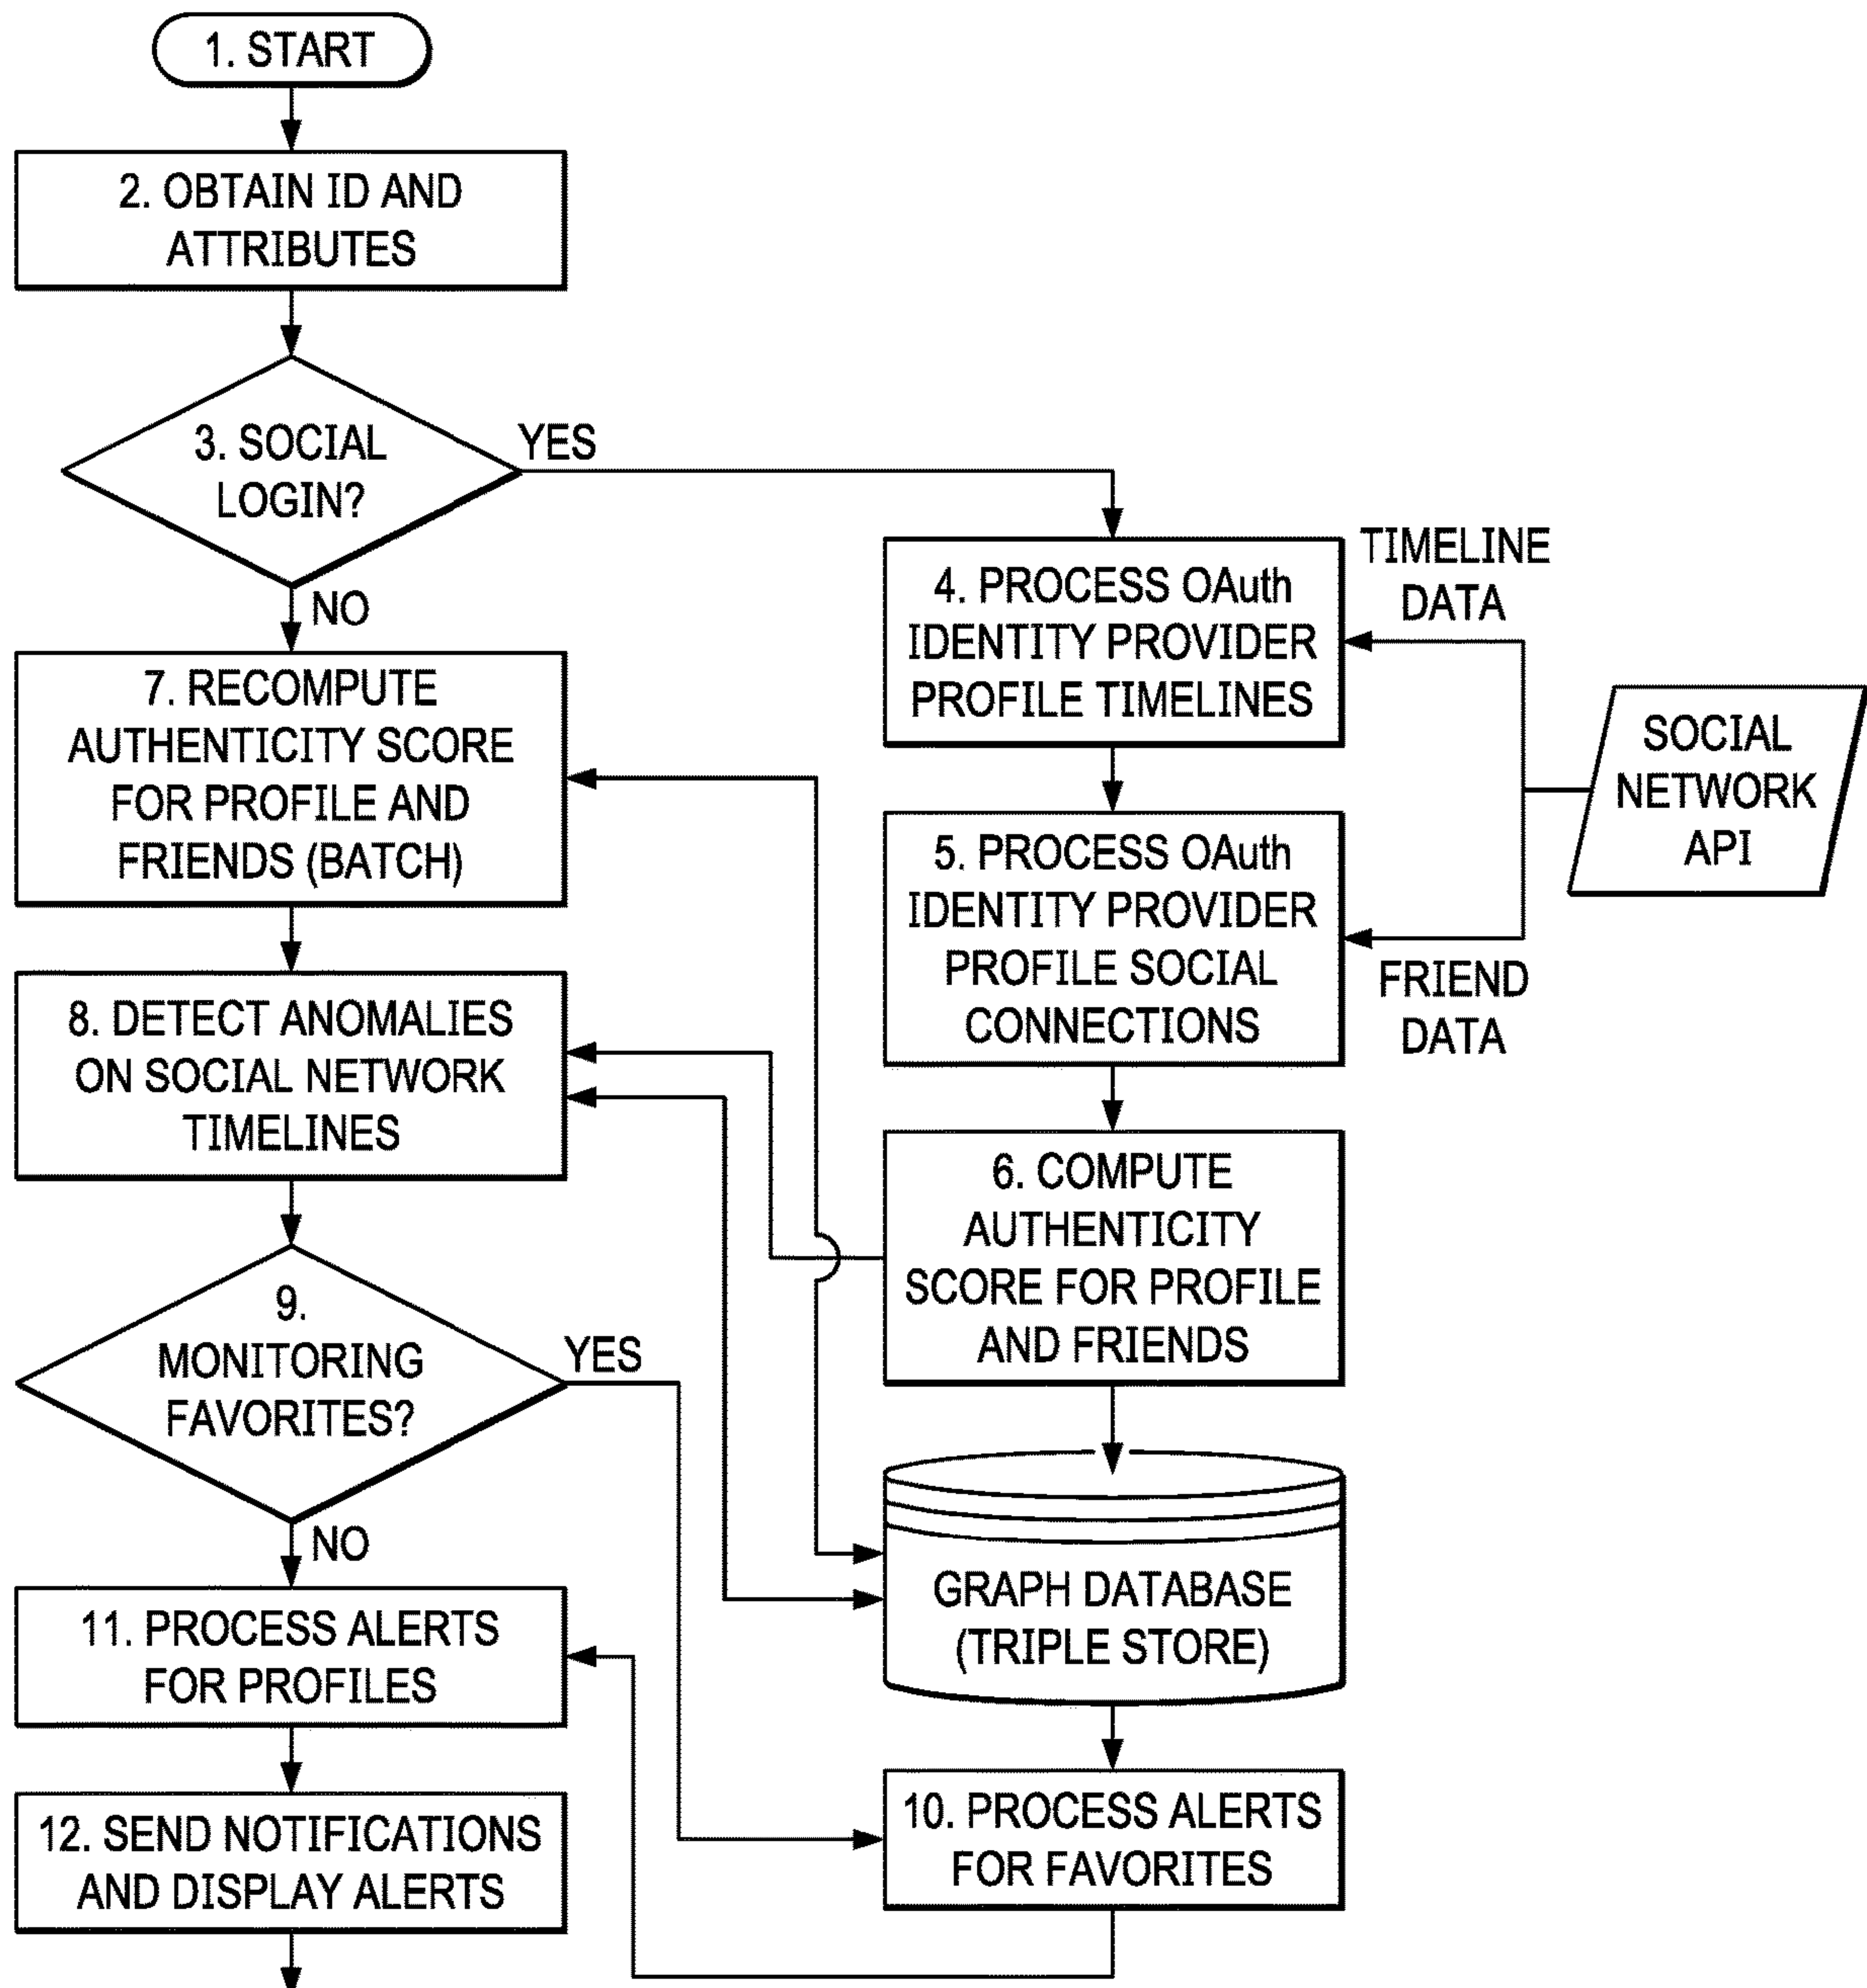 1. START
2. OBTAIN ID AND
ATTRIBUTES
3. SOCIAL
LOGIN?
YES
NO
4. PROCESS OAuth
IDENTITY PROVIDER
PROFILE TIMELINES
TIMELINE
DATA
SOCIAL
NETWORK
API
5. PROCESS OAuth
IDENTITY PROVIDER
PROFILE SOCIAL
CONNECTIONS
FRIEND
DATA
6. COMPUTE
AUTHENTICITY
SCORE FOR PROFILE
AND FRIENDS
7. RECOMPUTE
AUTHENTICITY SCORE
FOR PROFILE AND
FRIENDS (BATCH)
8. DETECT ANOMALIES
ON SOCIAL NETWORK
TIMELINES
9.
MONITORING
FAVORITES?
YES
NO
GRAPH DATABASE
(TRIPLE STORE)
10. PROCESS ALERTS
FOR FAVORITES
11. PROCESS ALERTS
FOR PROFILES
12. SEND NOTIFICATIONS
AND DISPLAY ALERTS